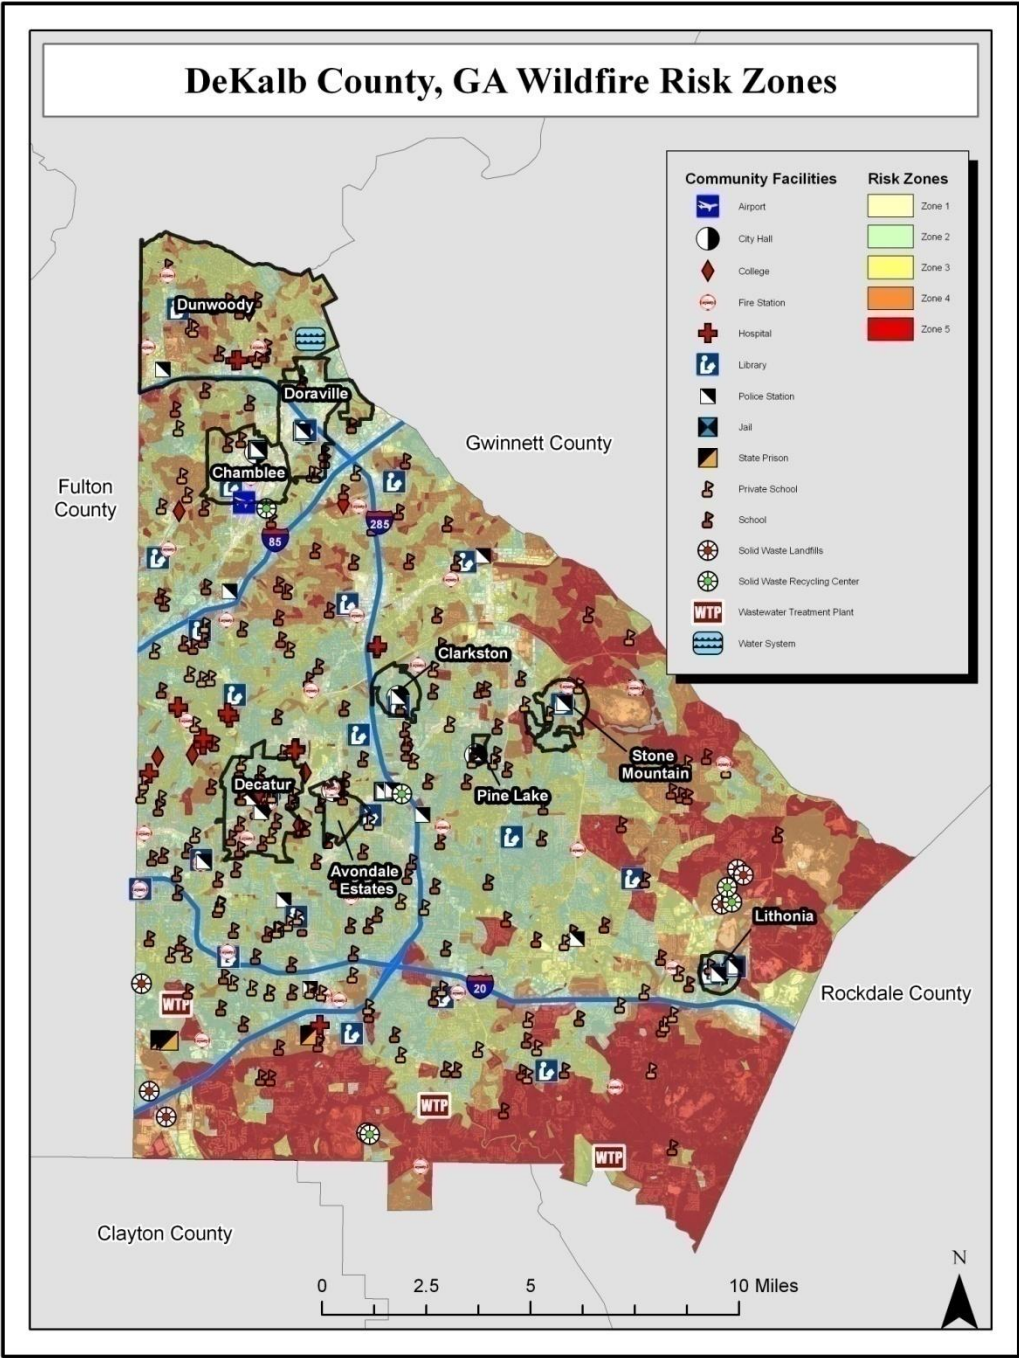 DeKalb County, GA Wildfire Risk Zones
Community Facilities
Airport
City Hall
College
Fire Station
Hospital
Library
Police Station
Jail
State Prison
Private School
School
Solid Waste Landfills
Solid Waste Recycling Center
WTP Wastewater Treatment Plant
Water System
Risk Zones
Zone 1
Zone 2
Zone 3
Zone 4
Zone 5
Dunwoody
Doraville
Gwinnett County
Chamblee
Fulton
County
285
85
Clarkston
Stone
Mountain
Decatur
Pine Lake
Avondale
Estates
Lithonia
20
Rockdale County
WTP
WTP
WTP
Clayton County
N
0 2.5 5 10 Miles